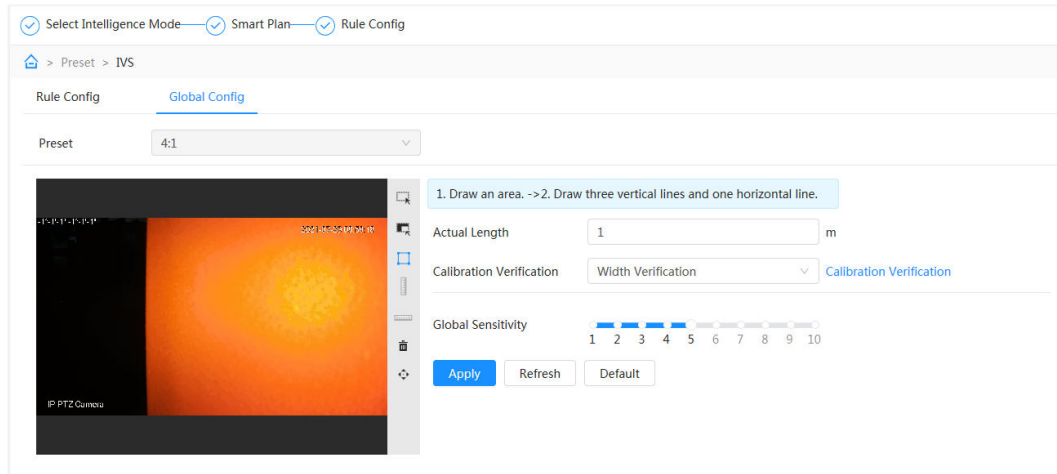 Select Intelligence Mode Smart Plan Rule Config
> Preset > IVS
Rule Config Global Config
Preset 4:1
1. Draw an area. ->2. Draw three vertical lines and one horizontal line.
Actual Length 1 m
Calibration Verification Width Verification Calibration Verification
Global Sensitivity
1 2 3 4 5 6 7 8 9 10
Apply Refresh Default
IP PTZ Camera